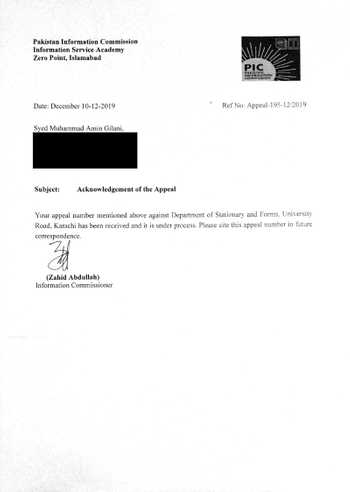 Pakistan Information Commission
Information Service Academy
Zero Point, Islamabad
PIC
Date: December 10-12-2019
Ref No: Appeal-195-12/2019
Syed Muhammad Amin Gilani,
Subject: Acknowledgement of the Appeal
Your appeal number mentioned above against Department of Stationary and Forms, University
Road, Karachi has been received and it is under process. Please cite this appeal number in future
correspondence.
(Zahid Abdullah)
Information Commissioner